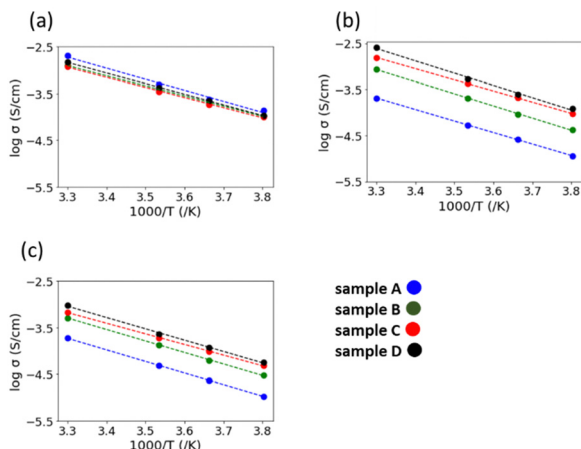 (a)
−2.5
−3.5
−4.5
−5.5
log σ (S/cm)
3.3 3.4 3.5 3.6 3.7 3.8
1000/T (/K)
(b)
−2.5
−3.5
−4.5
−5.5
log σ (S/cm)
3.3 3.4 3.5 3.6 3.7 3.8
1000/T (/K)
(c)
−2.5
−3.5
−4.5
−5.5
log σ (S/cm)
3.3 3.4 3.5 3.6 3.7 3.8
1000/T (/K)
sample A
sample B
sample C
sample D